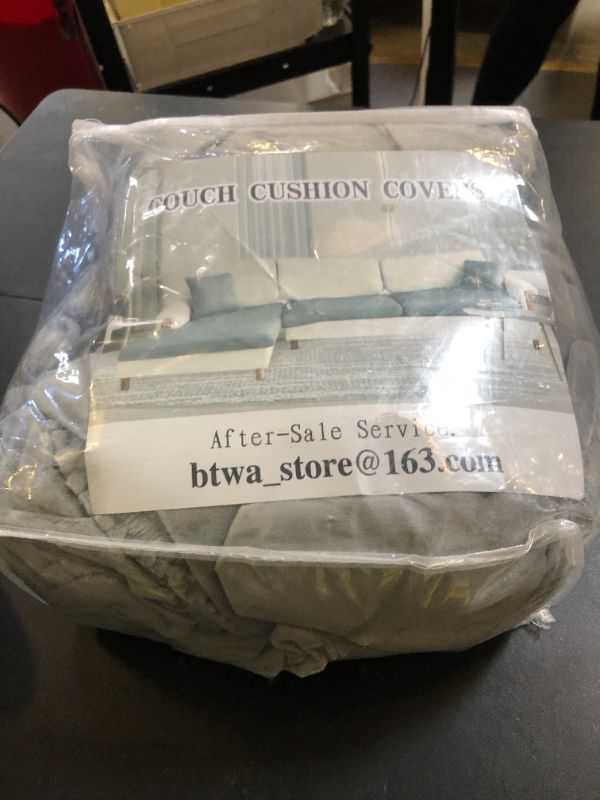 COUCH CUSHION COVERS
After-Sale Service:
btwa_store@163.com